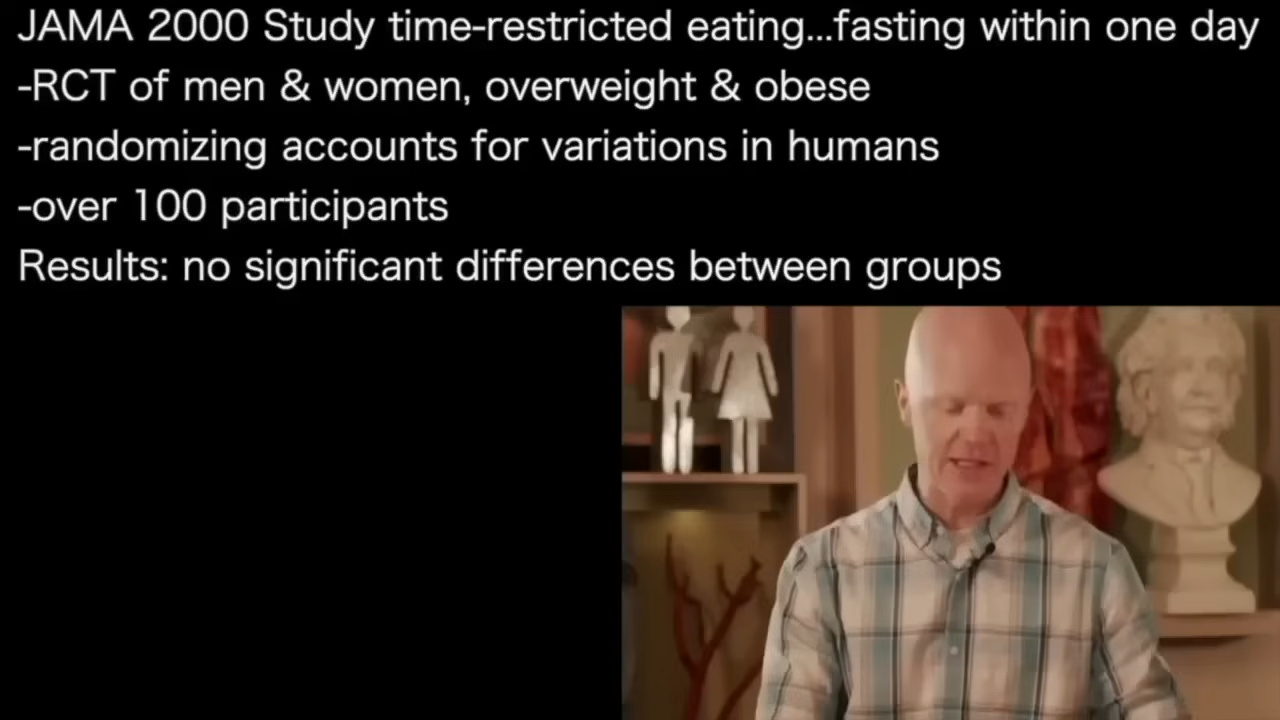 JAMA 2000 Study time-restricted eating...fasting within one day
-RCT of men & women, overweight & obese
-randomizing accounts for variations in humans
-over 100 participants
Results: no significant differences between groups